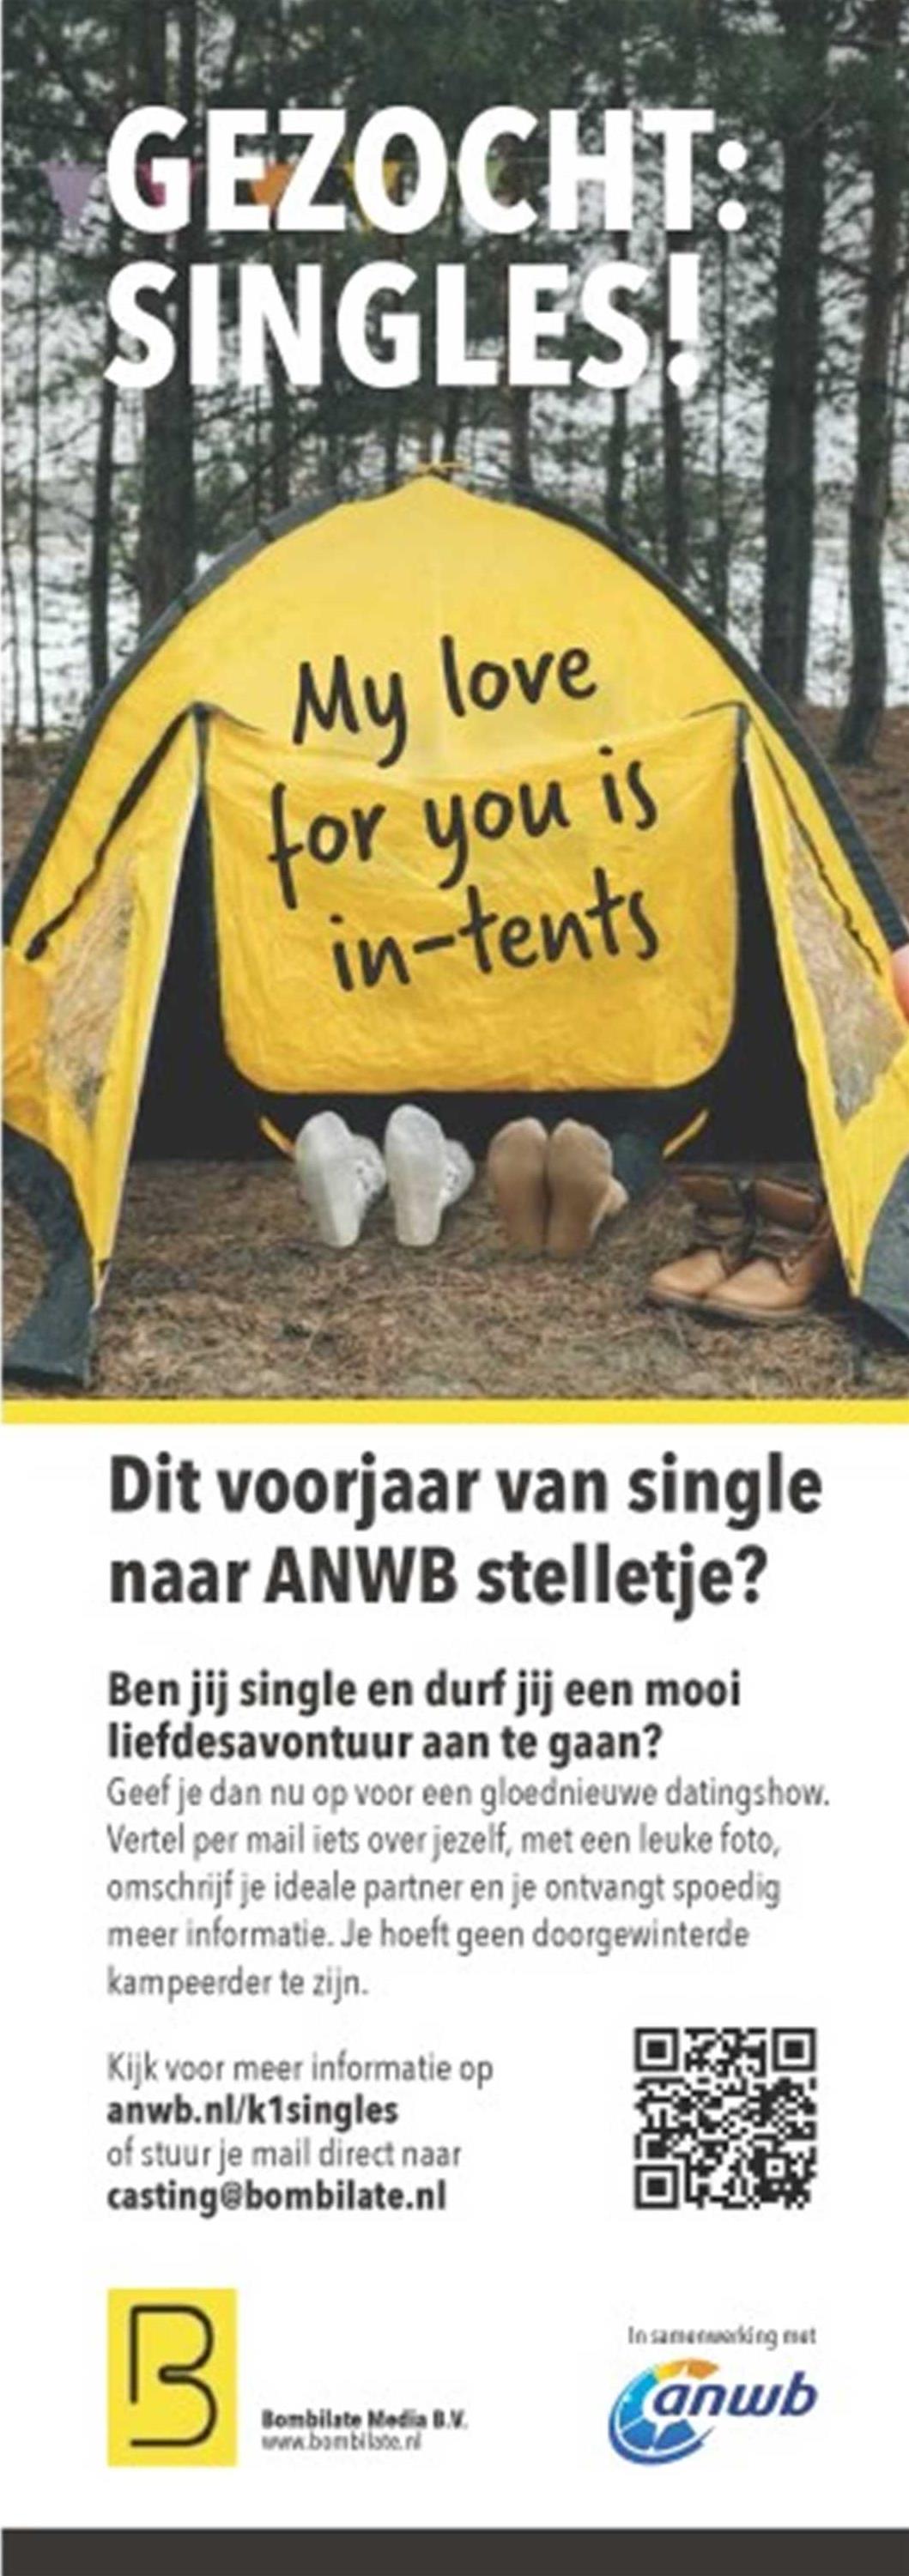 GEZOCHT:
SINGLES!
My love
for you is
in-tents
Dit voorjaar van single
naar ANWB stelletje?
Ben jij single en durf jij een mooi
liefdesavontuur aan te gaan?
Geef je dan nu op voor een gloednieuwe datingshow.
Vertel per mail iets over jezelf, met een leuke foto,
omschrijf je ideale partner en je ontvangt spoedig
meer informatie. Je hoeft geen doorgewinterde
kampeerder te zijn.
Kijk voor meer informatie op
anwb.nl/k1singles
of stuur je mail direct naar
casting@bombilate.nl
B
Bombilate Media B.V.
www.bombilate.nl
In samenwerking met
anwb